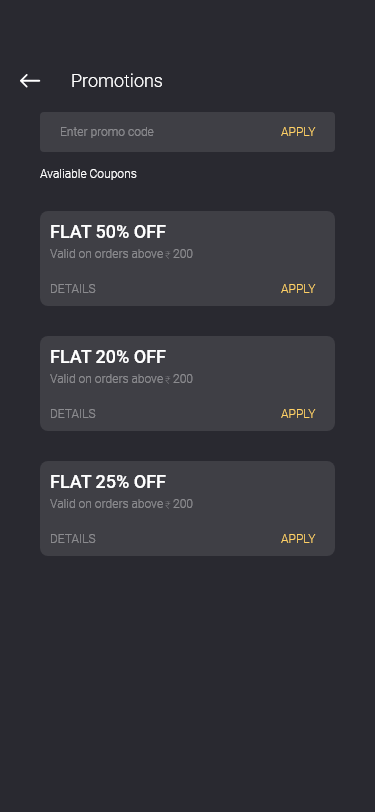 Promotions
Enter promo code APPLY
Avaliable Coupons
FLAT 50% OFF
Valid on orders above ₹ 200
DETAILS APPLY
FLAT 20% OFF
Valid on orders above ₹ 200
DETAILS APPLY
FLAT 25% OFF
Valid on orders above ₹ 200
DETAILS APPLY